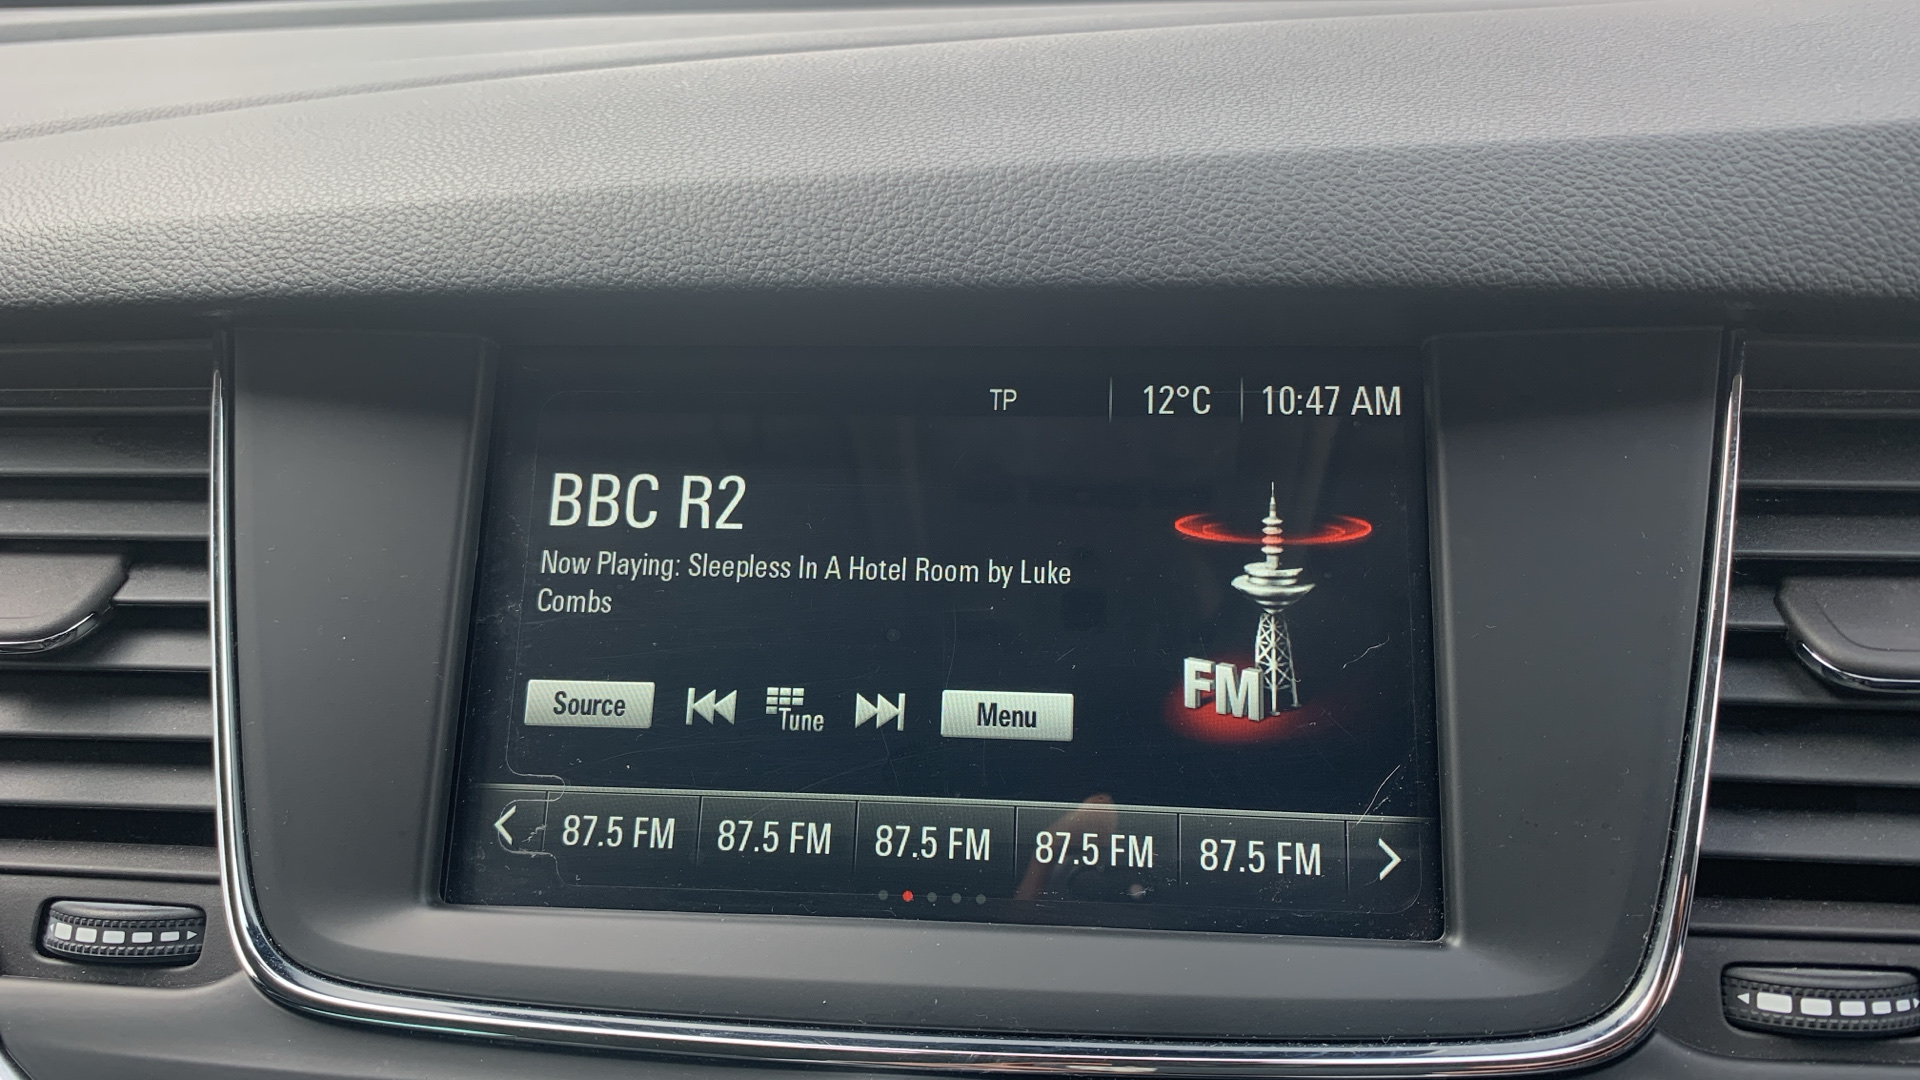 TP 12°C 10:47 AM
BBC R2
Now Playing: Sleepless In A Hotel Room by Luke
Combs
FM
Source Tune Menu
87.5 FM 87.5 FM 87.5 FM 87.5 FM 87.5 FM